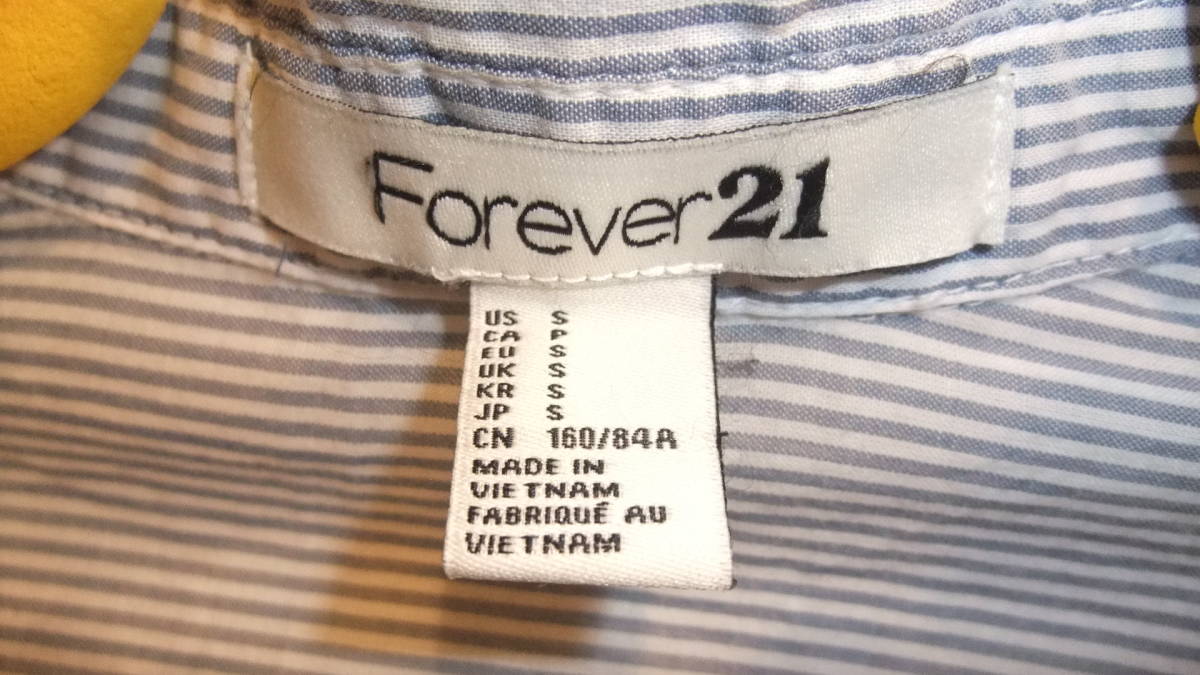 Forever21
US S
CA P
EU S
UK S
KR S
JP S
CN 160/84A
MADE IN
VIETNAM
FABRIQUÉ AU
VIETNAM